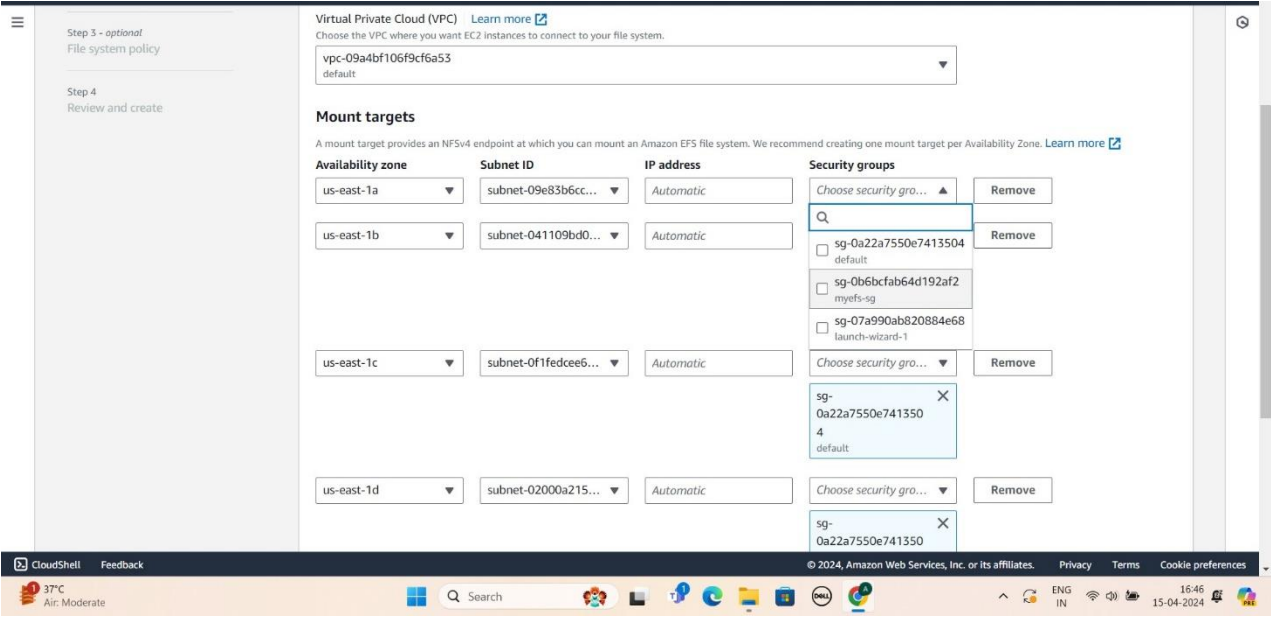 Virtual Private Cloud (VPC) Learn more
Step 3 - optional
Choose the VPC where you want EC2 instances to connect to your file system.
File system policy
vpc-09a4bf106f9cf6a53
default
Step 4
Review and create
Mount targets
A mount target provides an NFSv4 endpoint at which you can mount an Amazon EFS file system. We recommend creating one mount target per Availability Zone. Learn more
Availability zone Subnet ID IP address Security groups
us-east-1a subnet-09e83b6cc... Automatic Choose security gro... Remove
us-east-1b subnet-041109bd0... Automatic Remove
sg-0a22a7550e7413504
default
sg-0b6bcfab64d192af2
myefs-sg
sg-07a990ab820884e68
launch-wizard-1
us-east-1c subnet-0f1fedcee6... Automatic Choose security gro... Remove
sg-
0a22a7550e741350
4
default
us-east-1d subnet-02000a215... Automatic Choose security gro... Remove
sg-
0a22a7550e741350
CloudShell Feedback © 2024, Amazon Web Services, Inc. or its affiliates. Privacy Terms Cookie preferences
1 37°C
Air: Moderate
Search
DELL
ENG
IN
16:46
15-04-2024
PRE